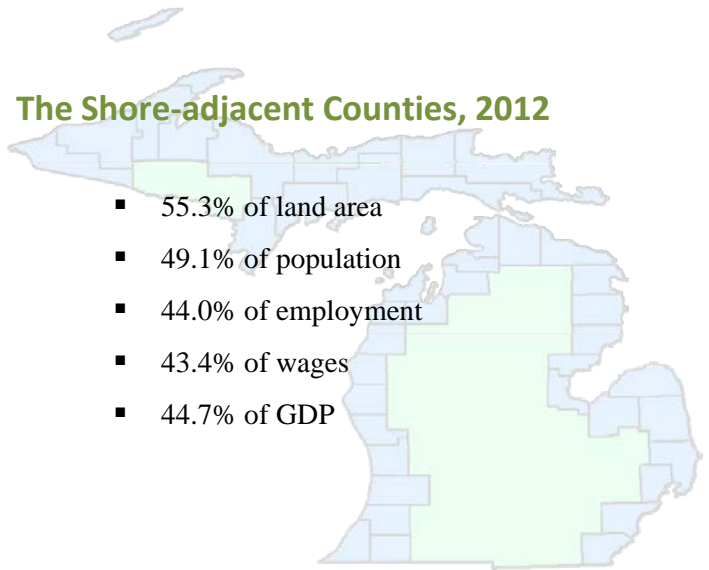 The Shore-adjacent Counties, 2012
▪ 55.3% of land area
▪ 49.1% of population
▪ 44.0% of employment
▪ 43.4% of wages
▪ 44.7% of GDP